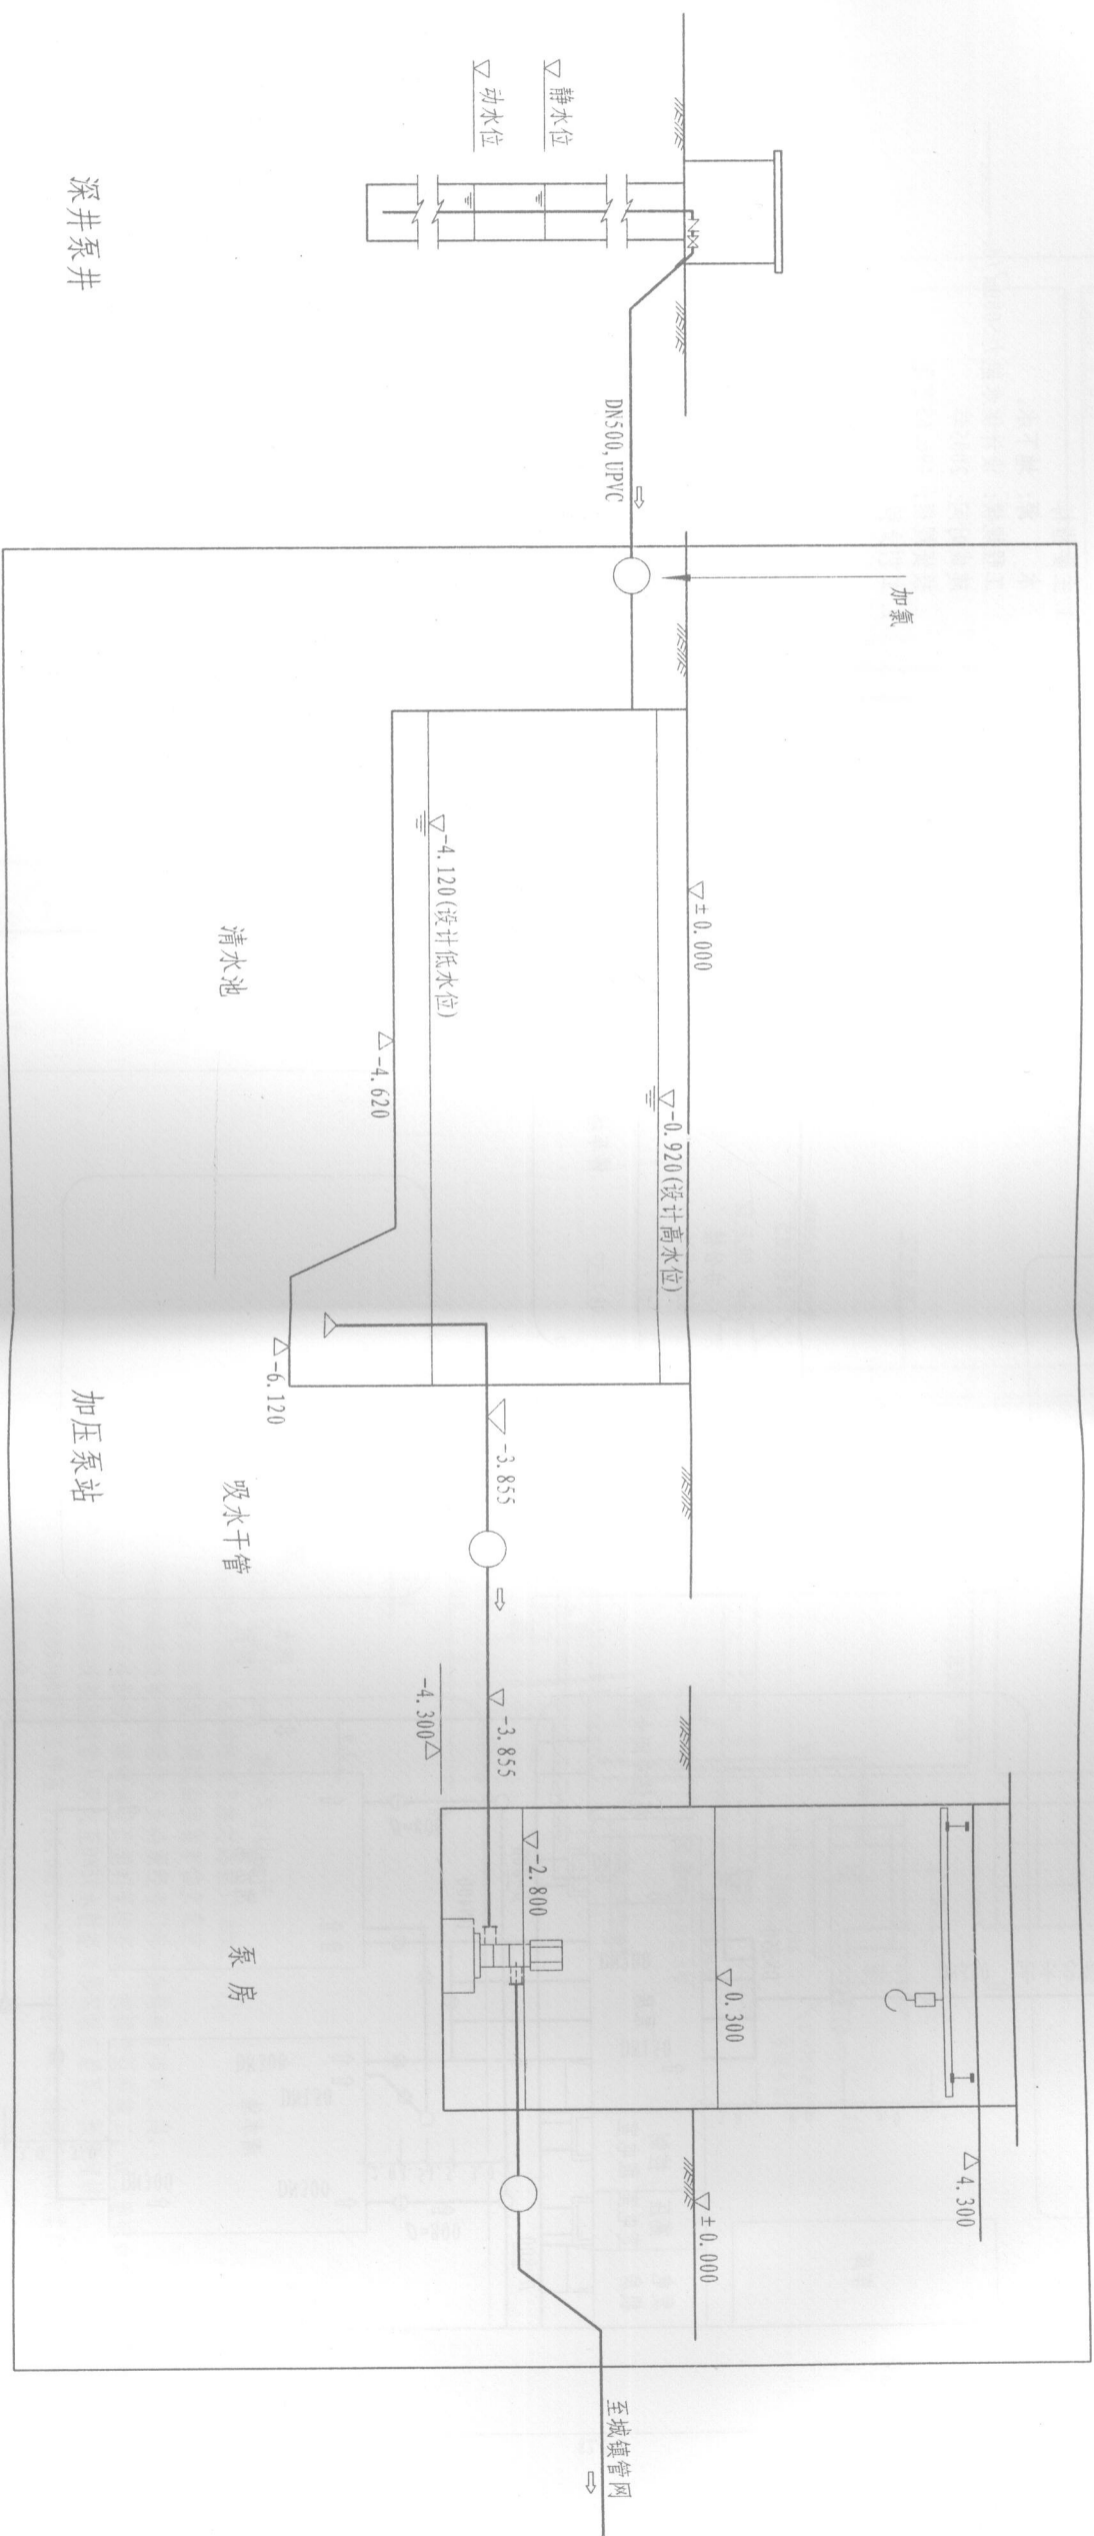 静水位
动水位
深井泵井
DN500,UPVC
加氯
±0.000
-0.920(设计高水位)
-4.120(设计低水位)
清水池
-4.620
-6.120
加压泵站
-3.855
吸水干管
-3.855
-4.300
4.300
0.300
-2.800
±0.000
泵房
至城镇管网